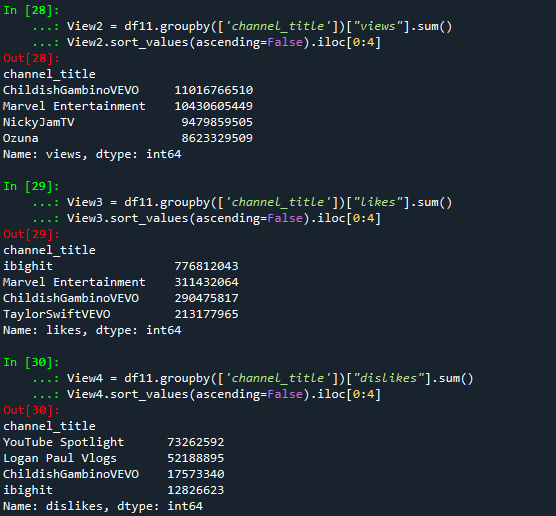 In [28]:
    ...: View2 = df11.groupby(['channel_title'])["views"].sum()
    ...: View2.sort_values(ascending=False).iloc[0:4]
Out[28]:
channel_title
ChildishGambinoVEVO     11016766510
Marvel Entertainment    10430605449
NickyJamTV               9479859505
Ozuna                    8623329509
Name: views, dtype: int64
In [29]:
    ...: View3 = df11.groupby(['channel_title'])["likes"].sum()
    ...: View3.sort_values(ascending=False).iloc[0:4]
Out[29]:
channel_title
ibighit                 776812043
Marvel Entertainment    311432064
ChildishGambinoVEVO     290475817
TaylorSwiftVEVO         213177965
Name: likes, dtype: int64
In [30]:
    ...: View4 = df11.groupby(['channel_title'])["dislikes"].sum()
    ...: View4.sort_values(ascending=False).iloc[0:4]
Out[30]:
channel_title
YouTube Spotlight      73262592
Logan Paul Vlogs       52188895
ChildishGambinoVEVO    17573340
ibighit                12826623
Name: dislikes, dtype: int64